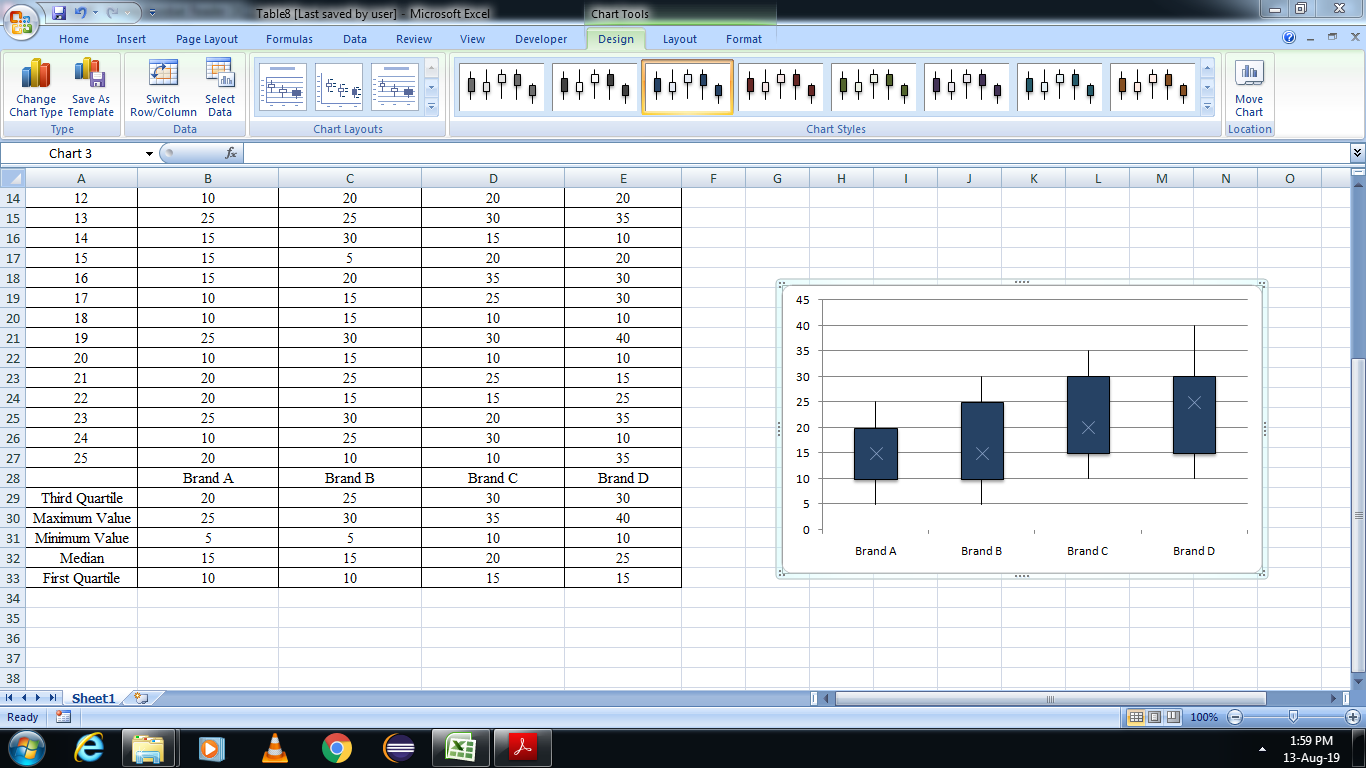 Table8 [Last saved by user] - Microsoft Excel
Chart Tools
Home Insert Page Layout Formulas Data Review View Developer Design Layout Format
Change Chart Type
Save As Template
Switch Row/Column
Select Data
Move Chart
Type Data Chart Layouts Chart Styles Location
Chart 3 fx
A B C D E F G H I J K L M N O
14 12 10 20 20 20
15 13 25 25 30 35
16 14 15 30 15 10
17 15 15 5 20 20
18 16 15 20 35 30
19 17 10 15 25 30
20 18 10 15 10 10
21 19 25 30 30 40
22 20 10 15 10 10
23 21 20 25 25 15
24 22 20 15 15 25
25 23 25 30 20 35
26 24 10 25 30 10
27 25 20 10 10 35
28 Brand A Brand B Brand C Brand D
29 Third Quartile 20 25 30 30
30 Maximum Value 25 30 35 40
31 Minimum Value 5 5 10 10
32 Median 15 15 20 25
33 First Quartile 10 10 15 15
34
35
36
37
38
45
40
35
30
25
20
15
10
5
0
Brand A Brand B Brand C Brand D
Sheet1
Ready 100%
1:59 PM
13-Aug-19